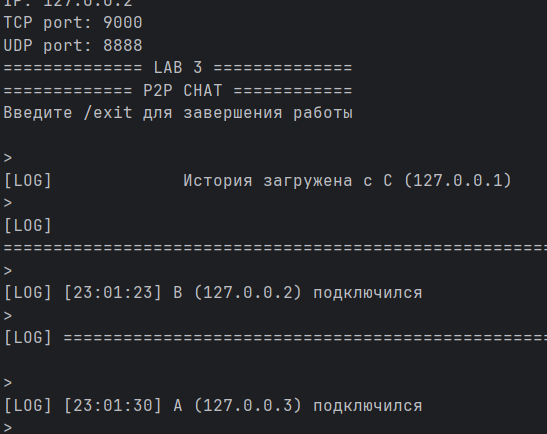 IP: 127.0.0.2
TCP port: 9000
UDP port: 8888
============== LAB 3 ==============
============= P2P CHAT ============
Введите /exit для завершения работы
>
[LOG]             История загружена с C (127.0.0.1)
>
[LOG]
=======================================================
>
[LOG] [23:01:23] B (127.0.0.2) подключился
>
[LOG] =================================================
>
[LOG] [23:01:30] A (127.0.0.3) подключился
>